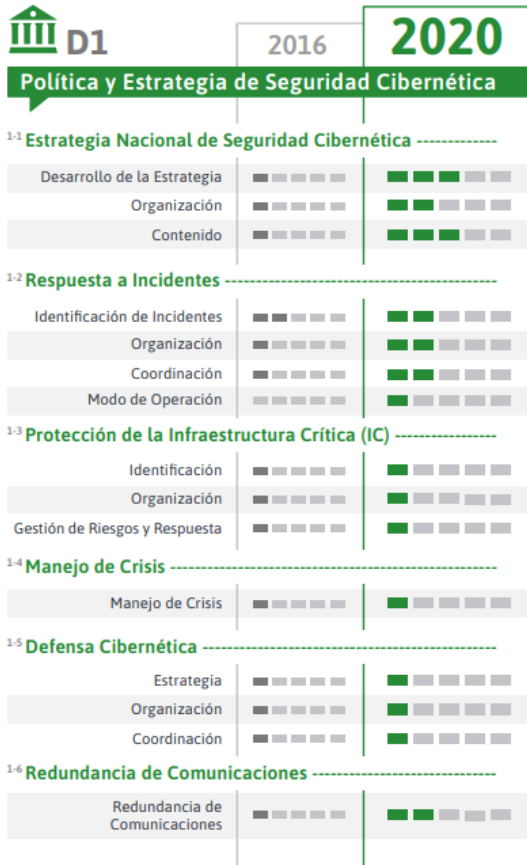 D1 2016 2020
Política y Estrategia de Seguridad Cibernética
1-1 Estrategia Nacional de Seguridad Cibernética
Desarrollo de la Estrategia
Organización
Contenido
1-2 Respuesta a Incidentes
Identificación de Incidentes
Organización
Coordinación
Modo de Operación
1-3 Protección de la Infraestructura Crítica (IC)
Identificación
Organización
Gestión de Riesgos y Respuesta
1-4 Manejo de Crisis
Manejo de Crisis
1-5 Defensa Cibernética
Estrategia
Organización
Coordinación
1-6 Redundancia de Comunicaciones
Redundancia de
Comunicaciones